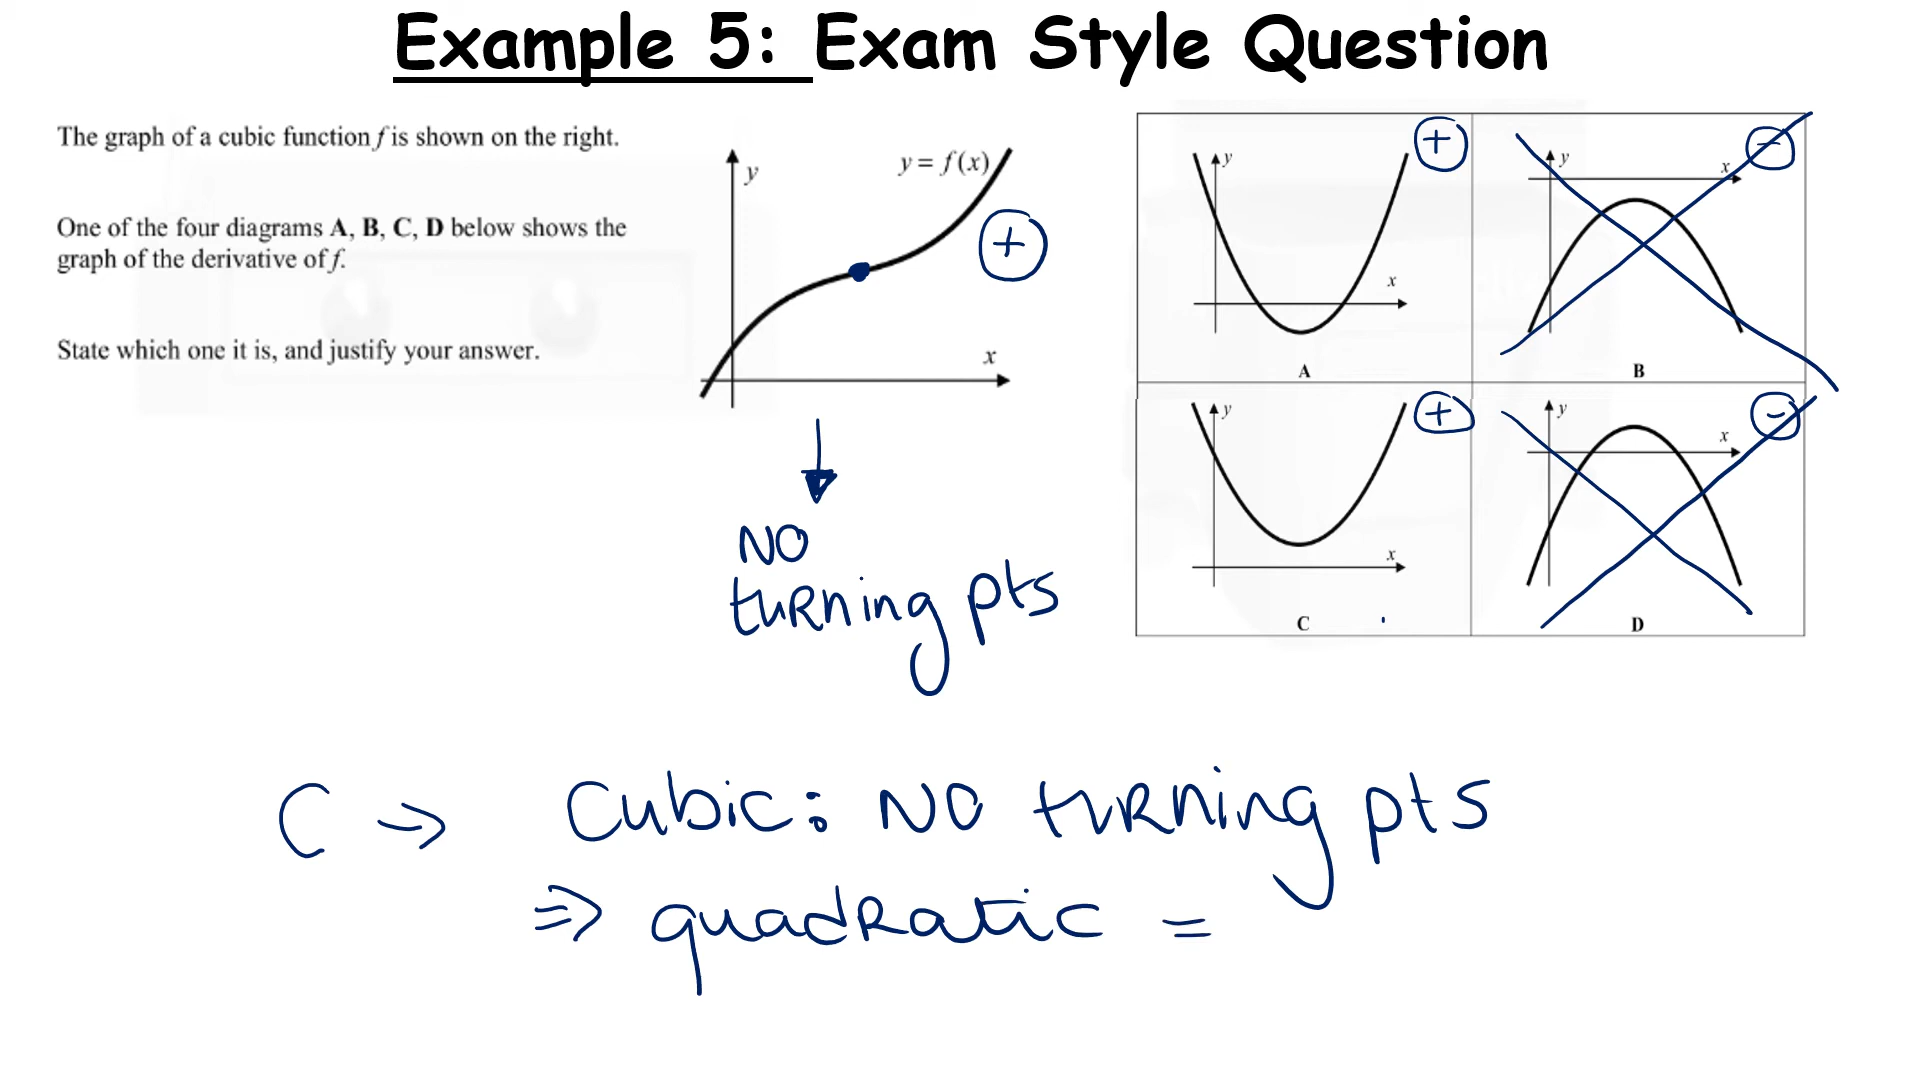 Example 5: Exam Style Question
The graph of a cubic function f is shown on the right.
One of the four diagrams A, B, C, D below shows the
graph of the derivative of f.
State which one it is, and justify your answer.
y
y = f(x)
+
x
NO
turning pts
y
+
x
A
y
x
-
B
y
+
x
C
y
x
-
D
C → Cubic: NO turning pts
⇒ quadratic =